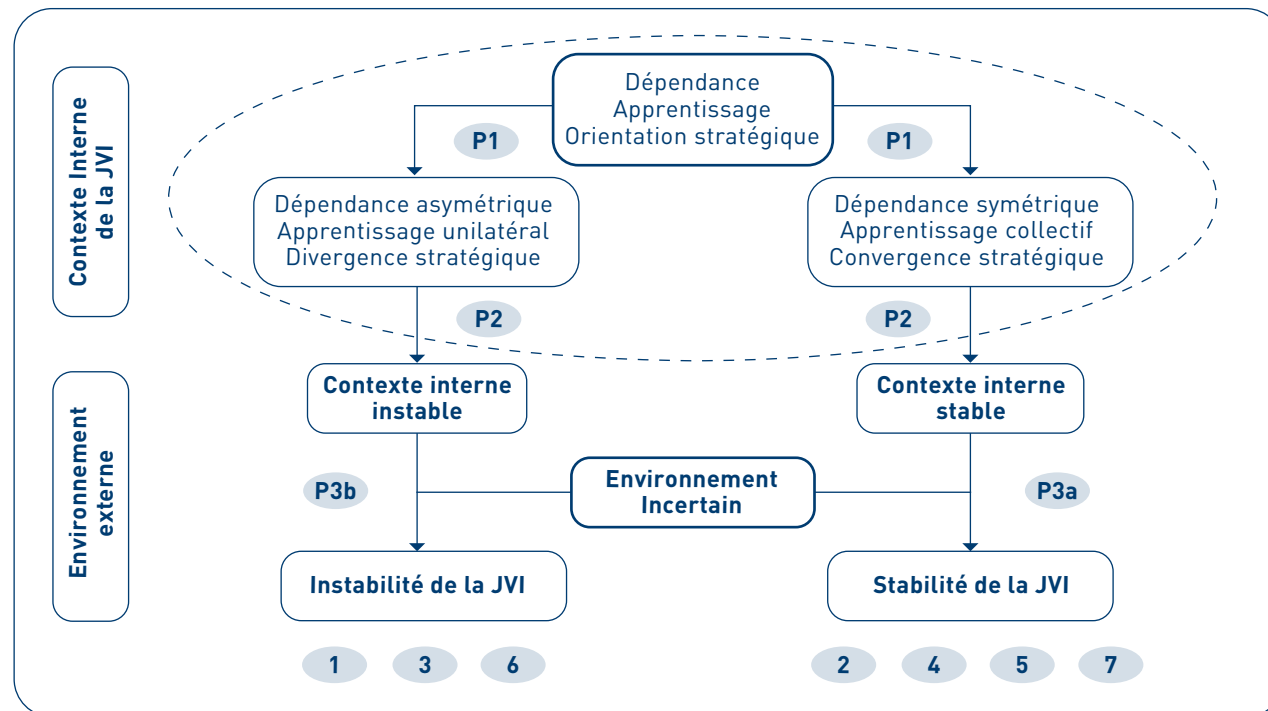 Contexte Interne
de la JVI
Dépendance
Apprentissage
Orientation stratégique
P1
P1
Dépendance asymétrique
Apprentissage unilatéral
Divergence stratégique
Dépendance symétrique
Apprentissage collectif
Convergence stratégique
P2
P2
Environnement
externe
Contexte interne
instable
Contexte interne
stable
P3b
Environnement
Incertain
P3a
Instabilité de la JVI
Stabilité de la JVI
1 3 6
2 4 5 7